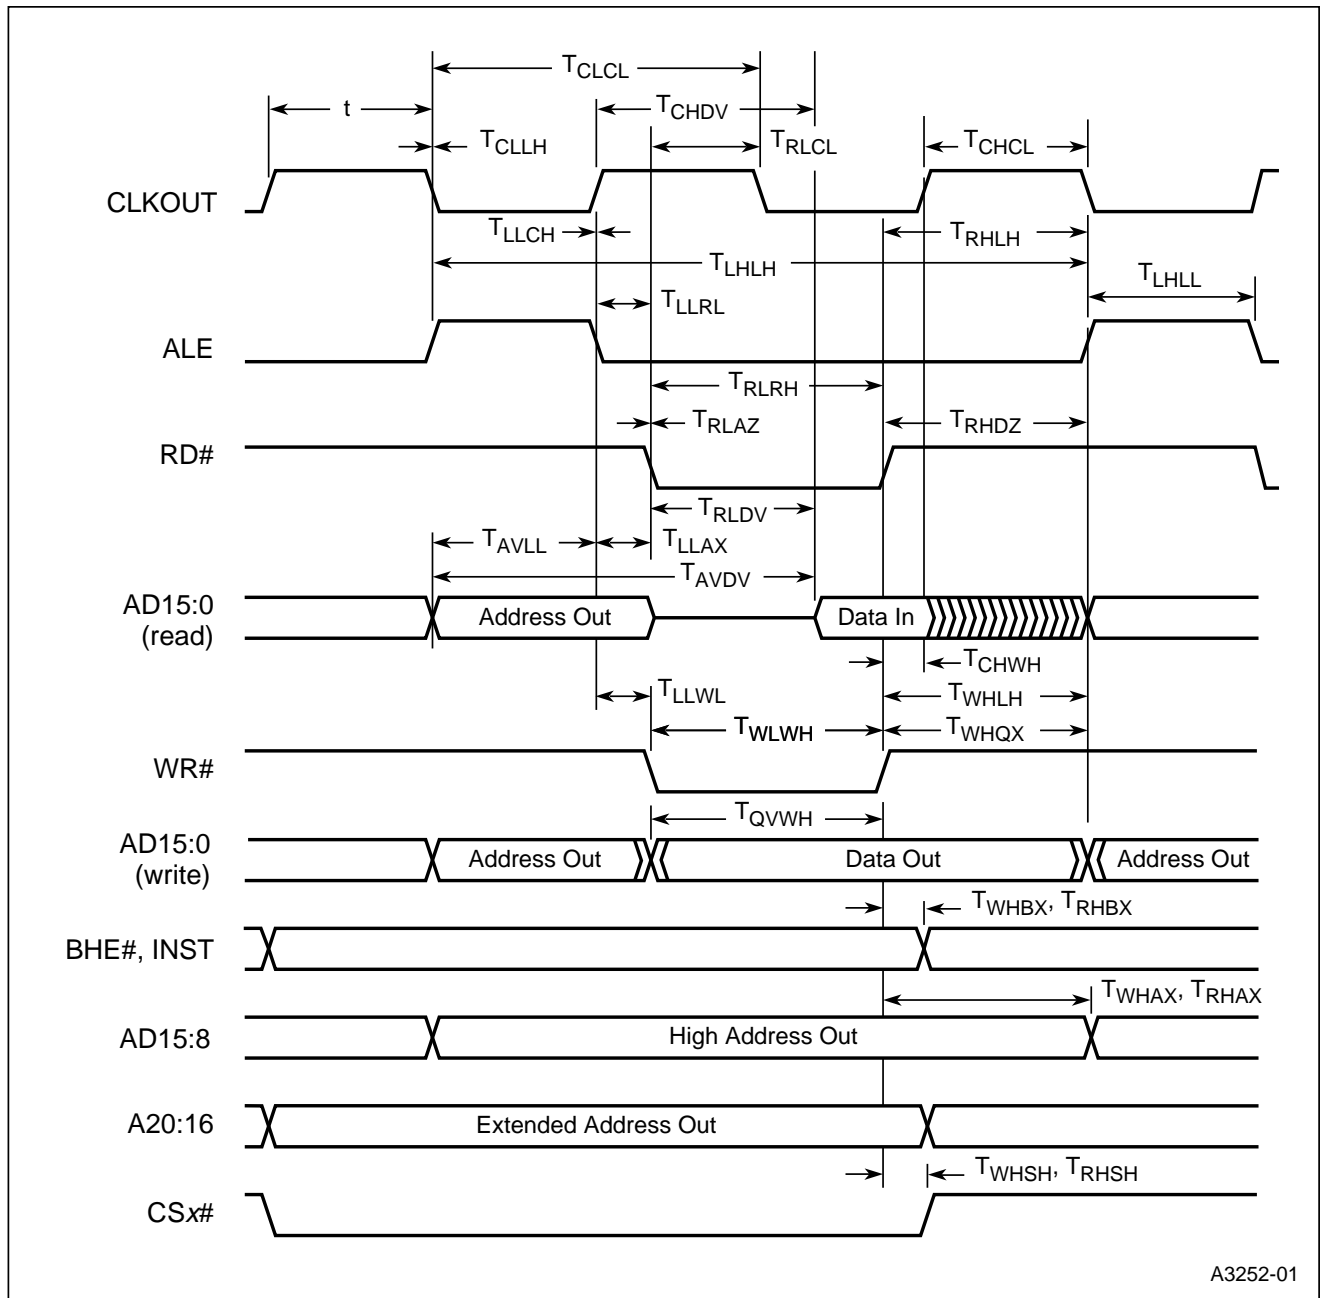 TCLCL
t
TCHDV
TCLLH
TRLCL
TCHCL
CLKOUT
TLLCH
TRHLH
TLHLH
TLHLL
TLLRL
ALE
TRLRH
TRLAZ
TRHDZ
RD#
TRLDV
TAVLL
TLLAX
TAVDV
AD15:0
(read)
Address Out
Data In
TCHWH
TLLWL
TWHLH
TWLWH
TWHQX
WR#
TQVWH
AD15:0
(write)
Address Out
Data Out
Address Out
TWHBX, TRHBX
BHE#, INST
TWHAX, TRHAX
AD15:8
High Address Out
A20:16
Extended Address Out
TWHSH, TRHSH
CSx#
A3252-01